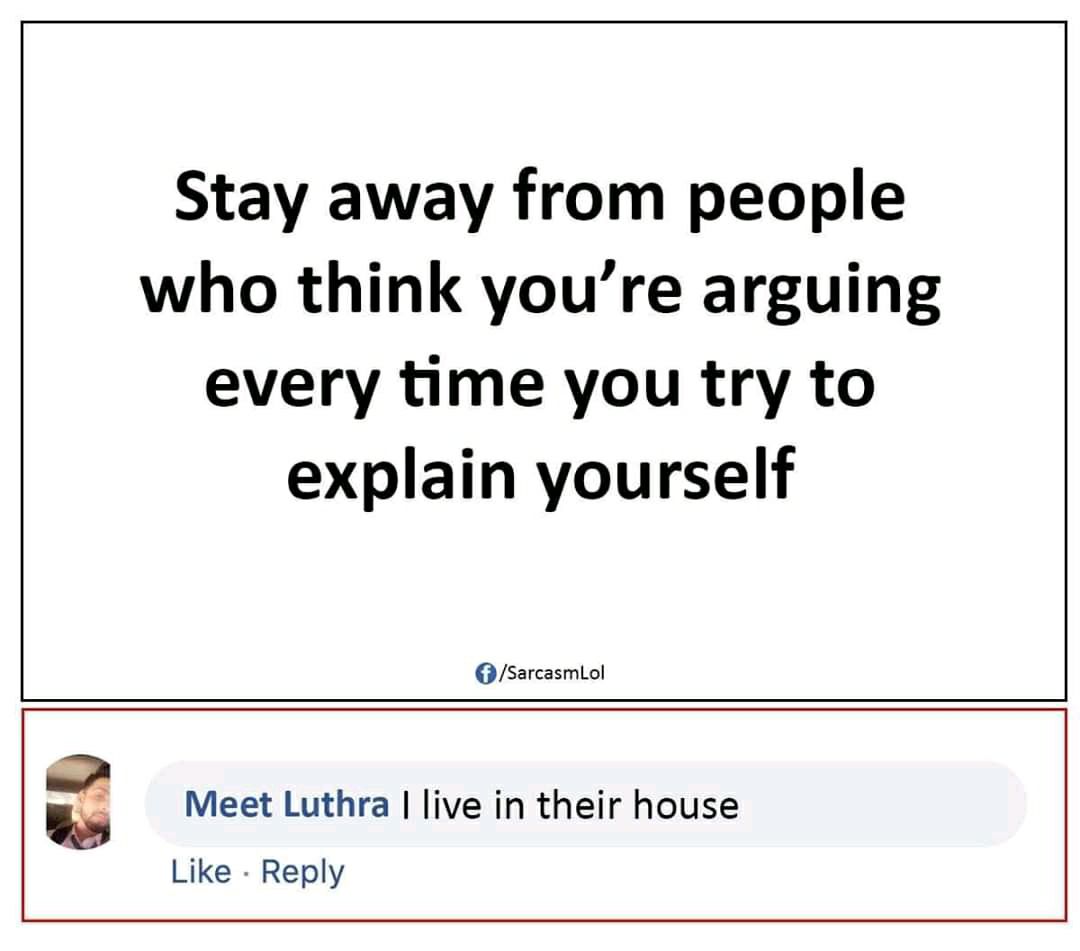 Stay away from people
who think you’re arguing
every time you try to
explain yourself
f/SarcasmLol
Meet Luthra I live in their house
Like · Reply